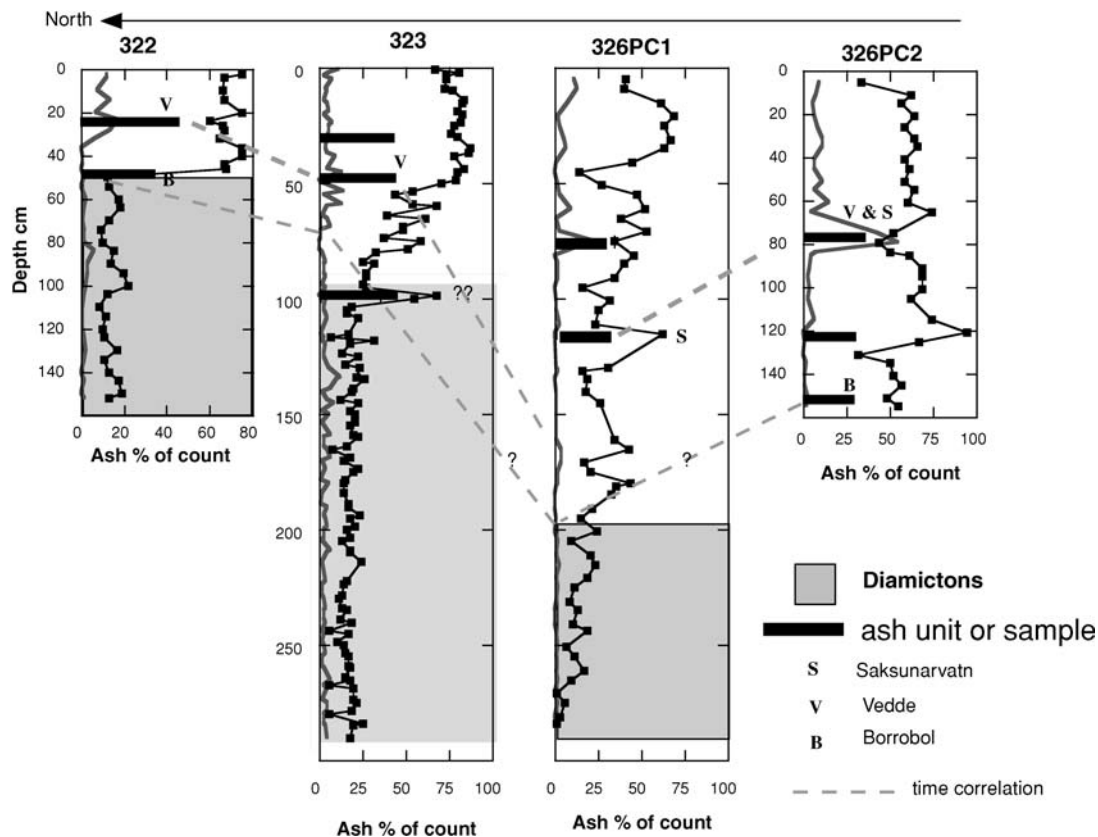 North
322
323
326PC1
326PC2
Depth cm
0
20
40
60
80
100
120
140
V
B
0 20 40 60 80
Ash % of count
0
50
100
150
200
250
V
??
?
0 25 50 75 100
Ash % of count
S
?
0 25 50 75 100
Ash % of count
0
20
40
60
80
100
120
140
V & S
B
0 25 50 75 100
Ash % of count
Diamictons
ash unit or sample
S Saksunarvatn
V Vedde
B Borrobol
time correlation